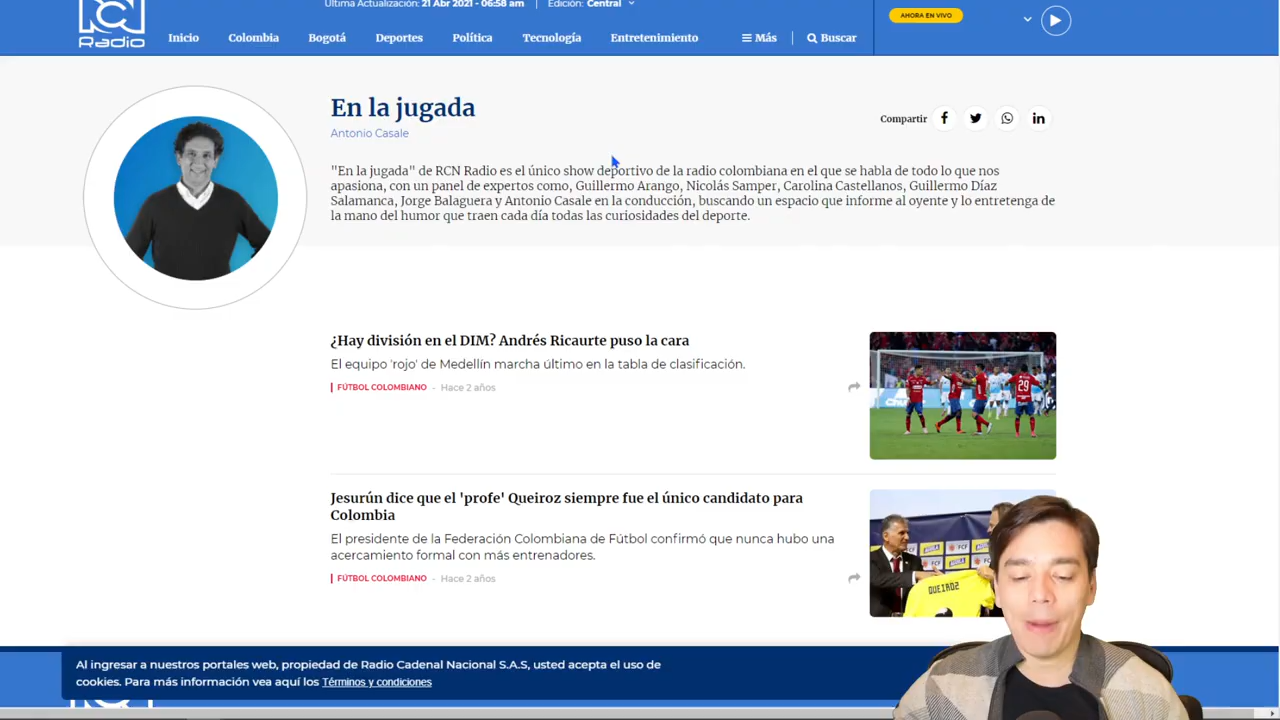 Última Actualización: 21 Abr 2021 - 06:58 am | Edición: Central
AHORA EN VIVO
RC
Radio
Inicio Colombia Bogotá Deportes Política Tecnología Entretenimiento Más Buscar
En la jugada
Antonio Casale
Compartir
"En la jugada" de RCN Radio es el único show deportivo de la radio colombiana en el que se habla de todo lo que nos
apasiona, con un panel de expertos como, Guillermo Arango, Nicolás Samper, Carolina Castellanos, Guillermo Díaz
Salamanca, Jorge Balaguera y Antonio Casale en la conducción, buscando un espacio que informe al oyente y lo entretenga de
la mano del humor que traen cada día todas las curiosidades del deporte.
¿Hay división en el DIM? Andrés Ricaurte puso la cara
El equipo 'rojo' de Medellín marcha último en la tabla de clasificación.
FÚTBOL COLOMBIANO - Hace 2 años
29
Jesurún dice que el 'profe' Queiroz siempre fue el único candidato para
Colombia
El presidente de la Federación Colombiana de Fútbol confirmó que nunca hubo una
acercamiento formal con más entrenadores.
FÚTBOL COLOMBIANO - Hace 2 años
FCF
QUEIROZ
Al ingresar a nuestros portales web, propiedad de Radio Cadenal Nacional S.A.S, usted acepta el uso de
cookies. Para más información vea aquí los Términos y condiciones